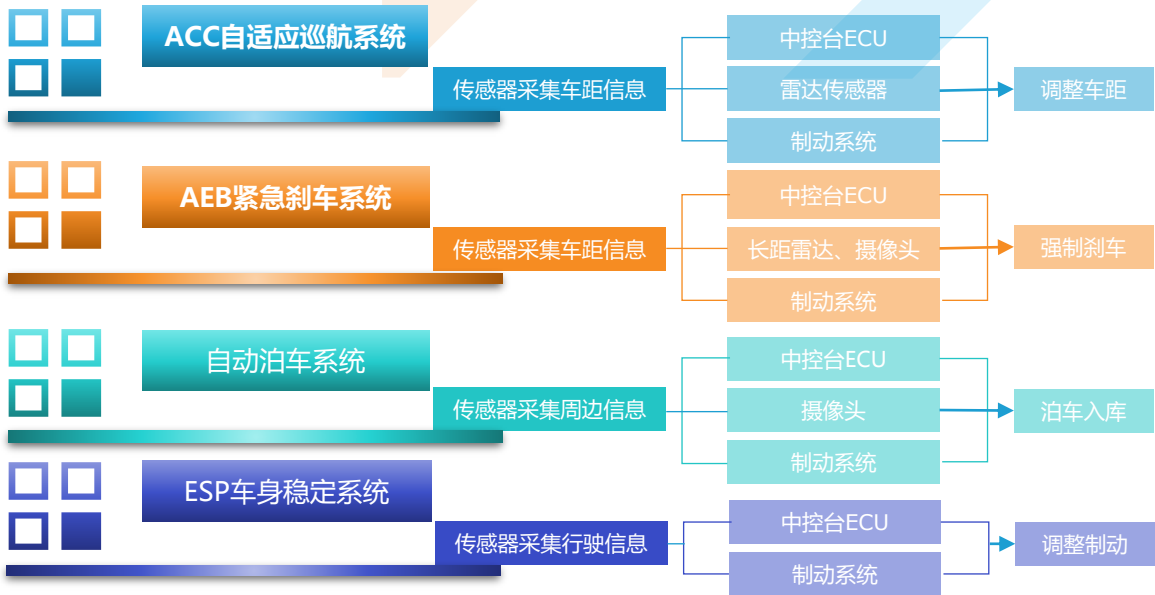 ACC自适应巡航系统
传感器采集车距信息
中控台ECU
雷达传感器
制动系统
调整车距
AEB紧急刹车系统
传感器采集车距信息
中控台ECU
长距雷达、摄像头
制动系统
强制刹车
自动泊车系统
传感器采集周边信息
中控台ECU
摄像头
制动系统
泊车入库
ESP车身稳定系统
传感器采集行驶信息
中控台ECU
制动系统
调整制动